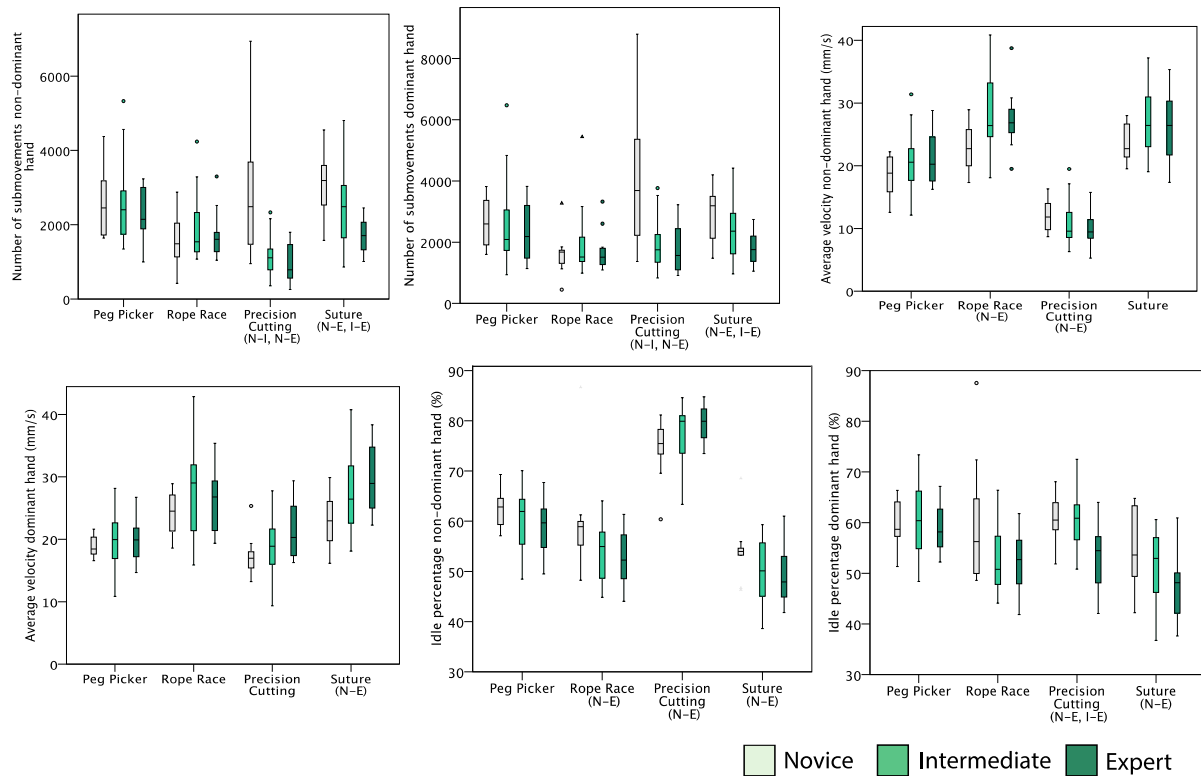 Number of submovements non-dominant
hand
6000
4000
2000
0
Peg Picker
Rope Race
Precision
Cutting
(N-I, N-E)
Suture
(N-E, I-E)
Number of submovements dominant hand
8000
6000
4000
2000
0
Peg Picker
Rope Race
Precision
Cutting
(N-I, N-E)
Suture
(N-E, I-E)
Average velocity non-dominant hand (mm/s)
40
30
20
10
0
Peg Picker
Rope Race
(N-E)
Precision
Cutting
(N-E)
Suture
Average velocity dominant hand (mm/s)
40
30
20
10
0
Peg Picker
Rope Race
Precision
Cutting
Suture
(N-E)
Idle percentage non-dominant hand (%)
90
80
70
60
50
40
30
Peg Picker
Rope Race
(N-E)
Precision
Cutting
(N-E)
Suture
(N-E)
Idle percentage dominant hand (%)
90
80
70
60
50
40
30
Peg Picker
Rope Race
Precision
Cutting
(N-E, I-E)
Suture
(N-E)
Novice
Intermediate
Expert